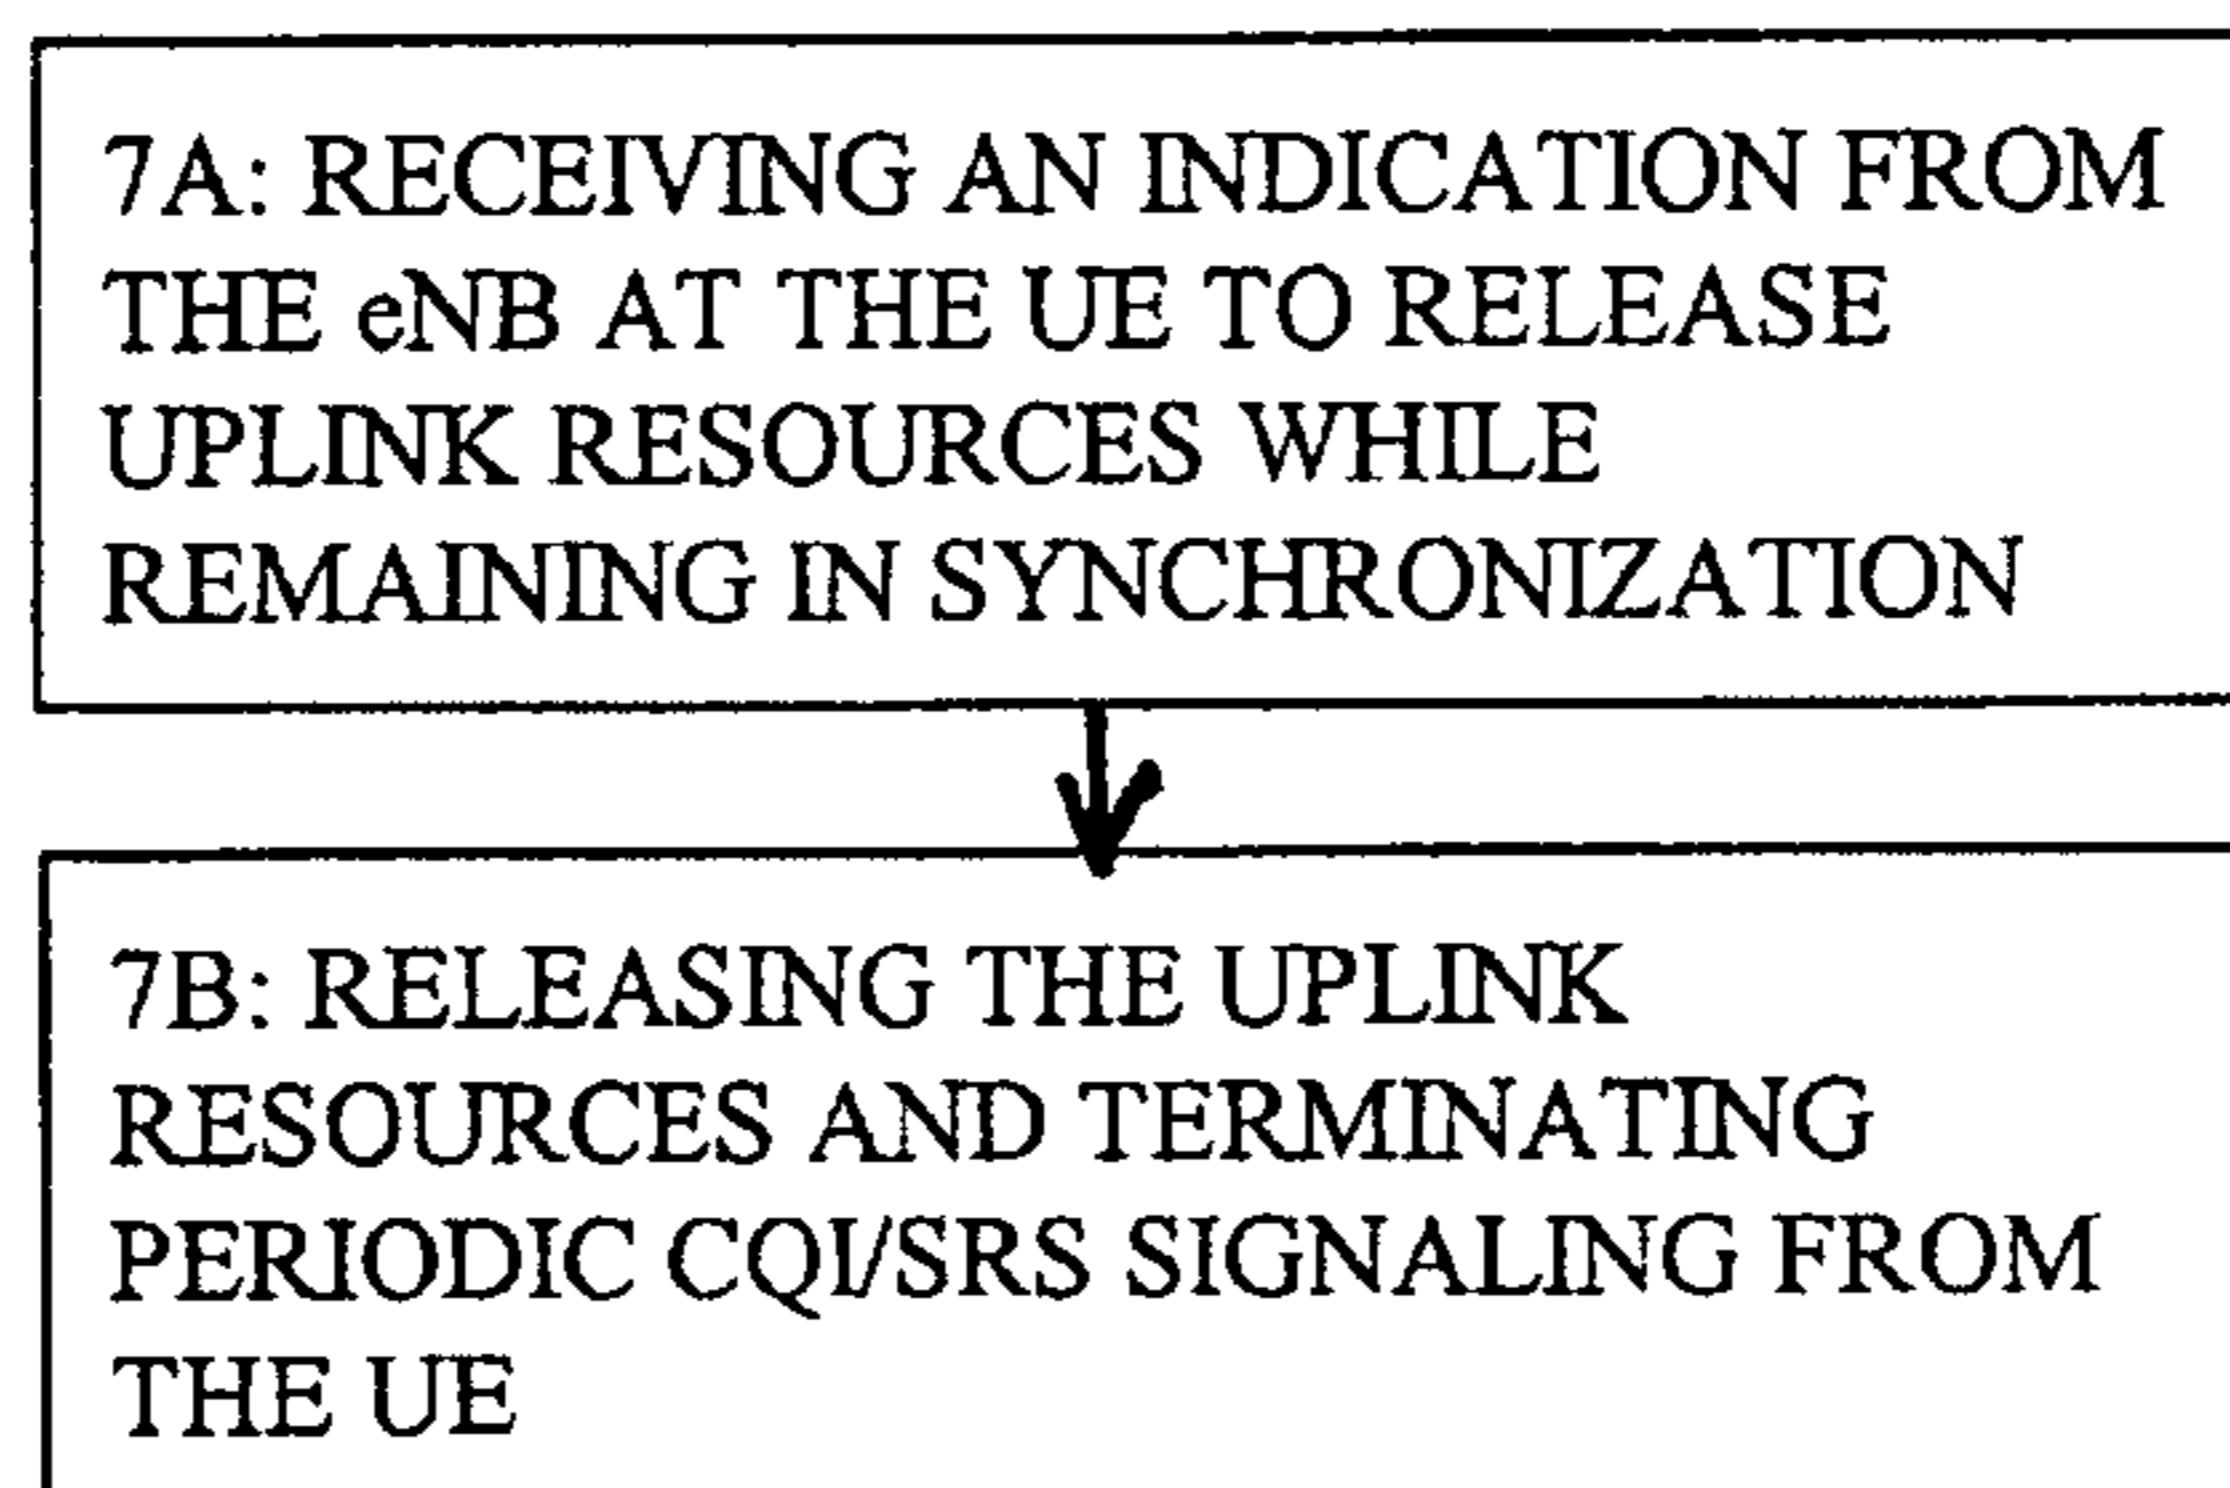 7A: RECEIVING AN INDICATION FROM
THE eNB AT THE UE TO RELEASE
UPLINK RESOURCES WHILE
REMAINING IN SYNCHRONIZATION
7B: RELEASING THE UPLINK
RESOURCES AND TERMINATING
PERIODIC CQI/SRS SIGNALING FROM
THE UE